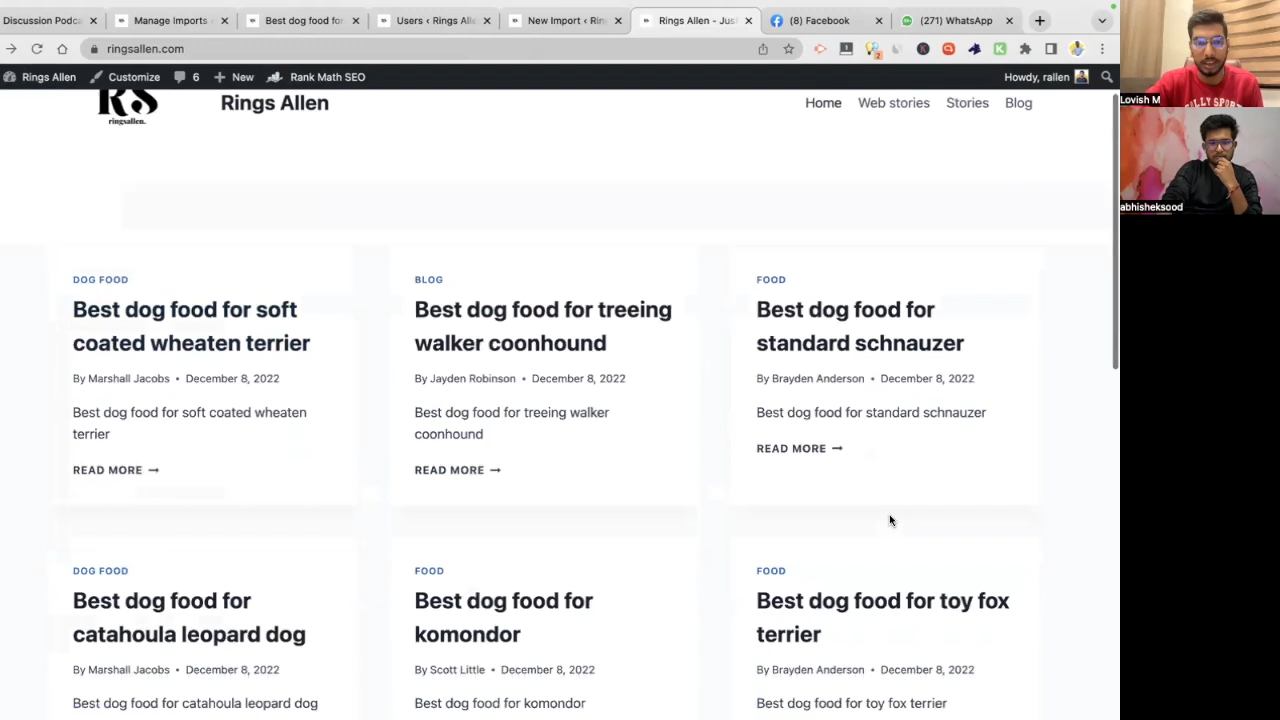 Discussion Podca
Manage Imports
Best dog food for
Users ‹ Rings Alle
New Import ‹ Rin
Rings Allen - Jus
(8) Facebook
(271) WhatsApp
ringsallen.com
2
Rings Allen
Customize
6
New
Rank Math SEO
Howdy, rallen
RS
ringsallen.
Rings Allen
Home
Web stories
Stories
Blog
DOG FOOD
Best dog food for soft
coated wheaten terrier
By Marshall Jacobs • December 8, 2022
Best dog food for soft coated wheaten
terrier
READ MORE →
BLOG
Best dog food for treeing
walker coonhound
By Jayden Robinson • December 8, 2022
Best dog food for treeing walker
coonhound
READ MORE →
FOOD
Best dog food for
standard schnauzer
By Brayden Anderson • December 8, 2022
Best dog food for standard schnauzer
READ MORE →
DOG FOOD
Best dog food for
catahoula leopard dog
By Marshall Jacobs • December 8, 2022
Best dog food for catahoula leopard dog
FOOD
Best dog food for
komondor
By Scott Little • December 8, 2022
Best dog food for komondor
FOOD
Best dog food for toy fox
terrier
By Brayden Anderson • December 8, 2022
Best dog food for toy fox terrier
Lovish M
abhisheksood